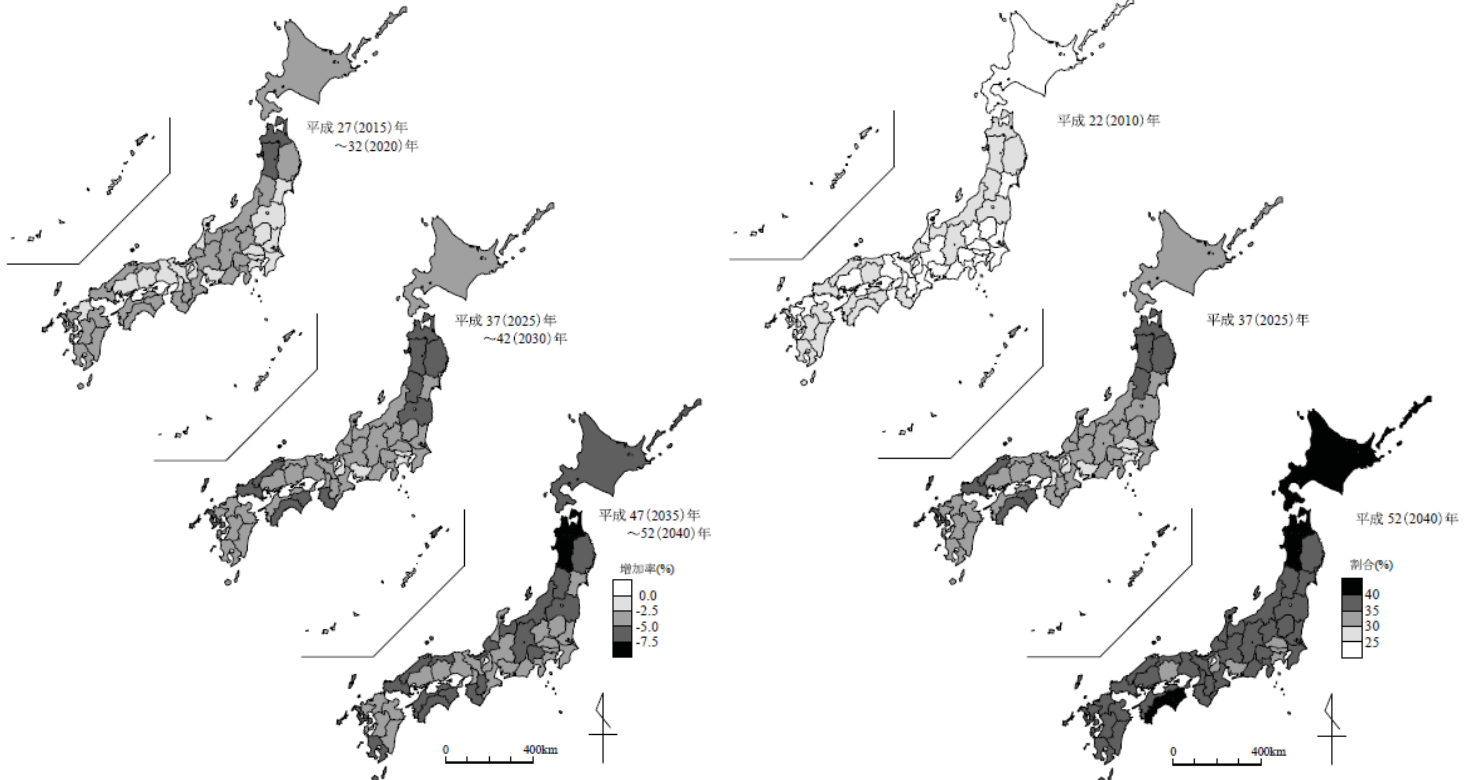 平成 27(2015)年
～32(2020)年
平成 37(2025)年
～42(2030)年
平成 47(2035)年
～52(2040)年
増加率(%)
0.0
-2.5
-5.0
-7.5
0 400km
平成 22(2010)年
平成 37(2025)年
平成 52(2040)年
割合(%)
40
35
30
25
0 400km